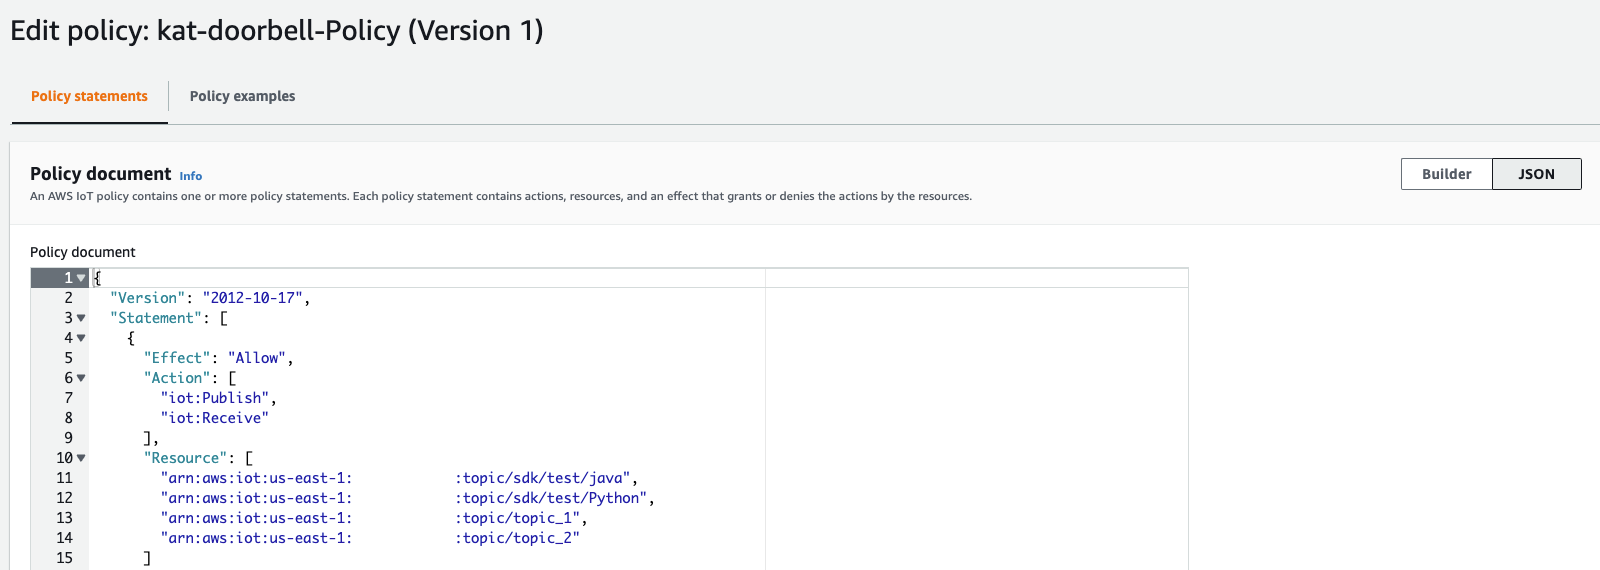 Edit policy: kat-doorbell-Policy (Version 1)
Policy statements
Policy examples
Policy document Info
An AWS IoT policy contains one or more policy statements. Each policy statement contains actions, resources, and an effect that grants or denies the actions by the resources.
Builder
JSON
Policy document
1 {
2 "Version": "2012-10-17",
3 "Statement": [
4 {
5 "Effect": "Allow",
6 "Action": [
7 "iot:Publish",
8 "iot:Receive"
9 ],
10 "Resource": [
11 "arn:aws:iot:us-east-1: :topic/sdk/test/java",
12 "arn:aws:iot:us-east-1: :topic/sdk/test/Python",
13 "arn:aws:iot:us-east-1: :topic/topic_1",
14 "arn:aws:iot:us-east-1: :topic/topic_2"
15 ]